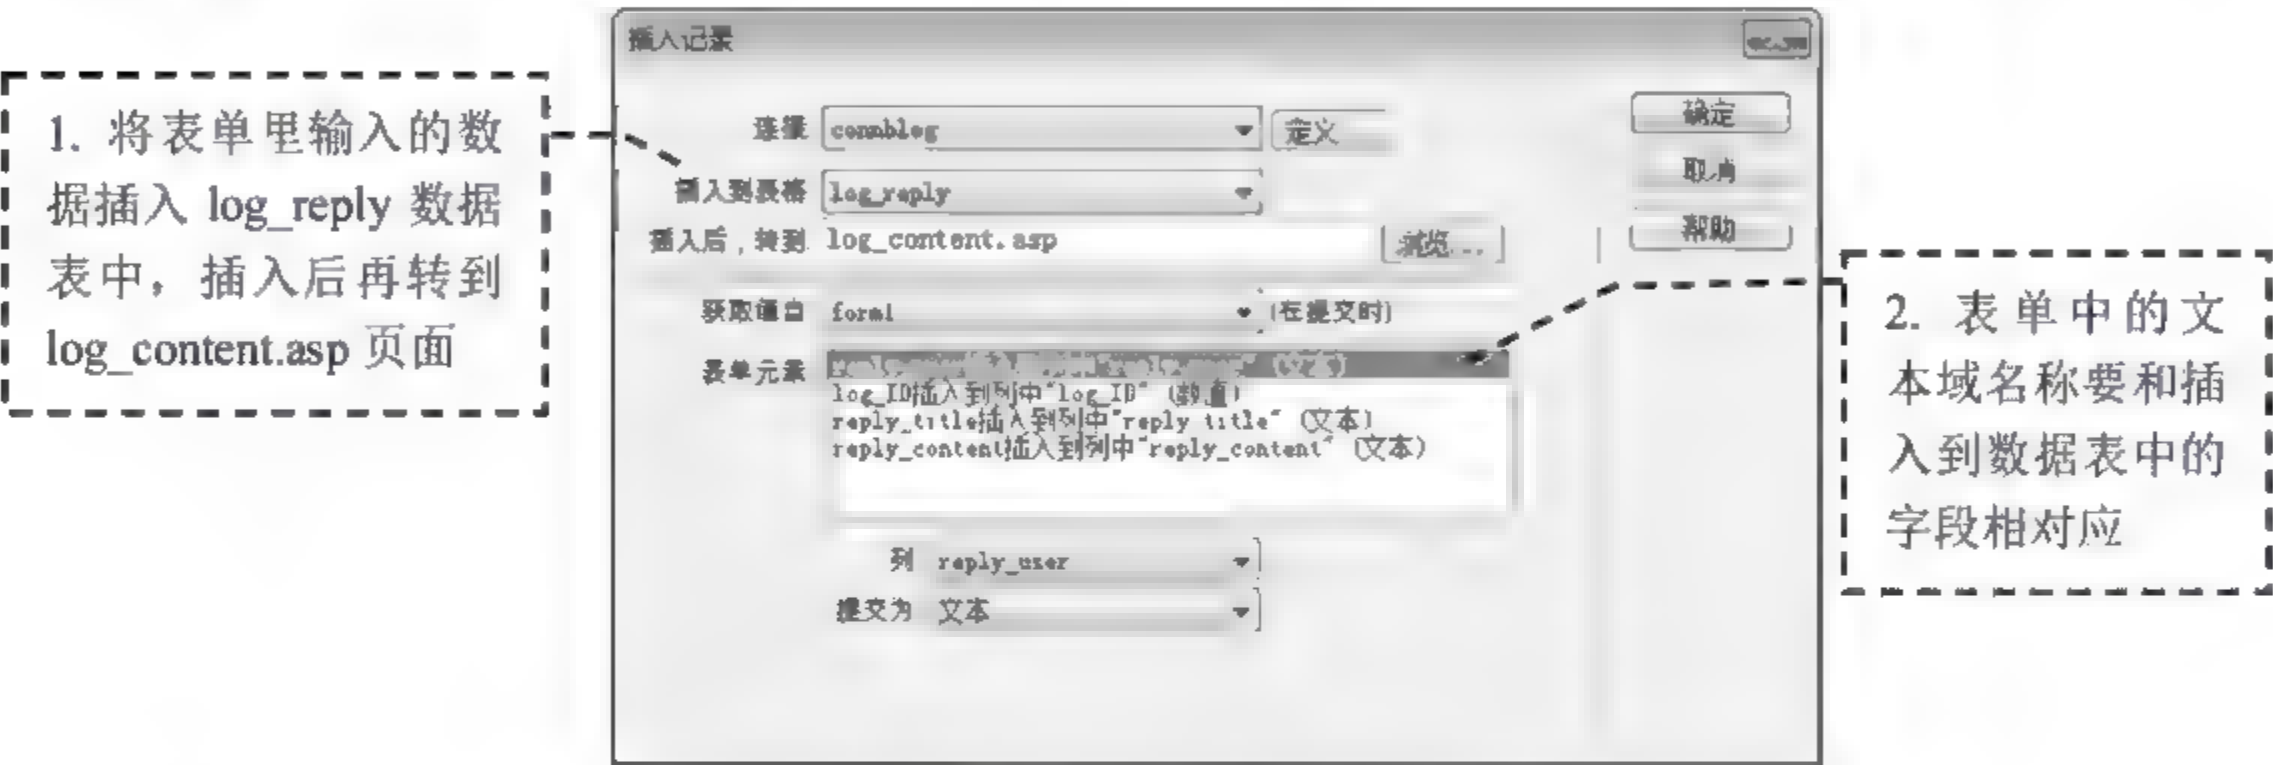 插入记录
1. 将表单里输入的数
据插入 log_reply 数据
表中，插入后再转到
log_content.asp 页面
连接 connblog 定义
插入到表格 log_reply
插入后，转到 log_content.asp 浏览...
获取值自 form1 (在提交时)
表单元素
log_ID插入到列中"log_ID" (数值)
reply_title插入到列中"reply_title" (文本)
reply_content插入到列中"reply_content" (文本)
列 reply_user
提交为 文本
确定
取消
帮助
2. 表单中的文
本域名称要和插
入到数据表中的
字段相对应